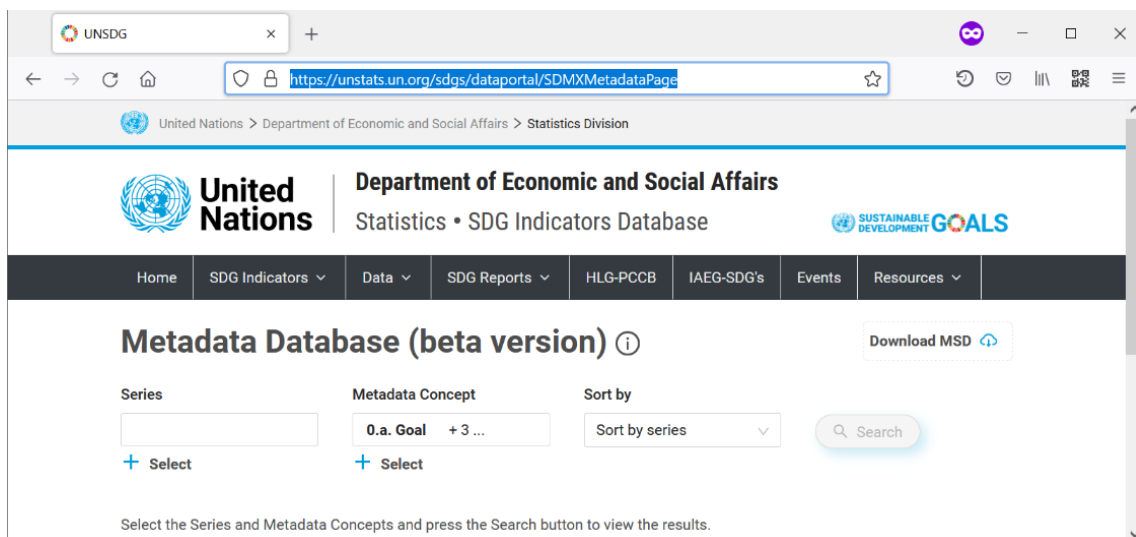 UNSDG
https://unstats.un.org/sdgs/dataportal/SDMXMetadataPage
United Nations > Department of Economic and Social Affairs > Statistics Division
United Nations
Department of Economic and Social Affairs
Statistics • SDG Indicators Database
SUSTAINABLE DEVELOPMENT GOALS
Home SDG Indicators Data SDG Reports HLG-PCCB IAEG-SDG's Events Resources
Metadata Database (beta version)
Download MSD
Series Metadata Concept Sort by
0.a. Goal + 3 ... Sort by series Search
+ Select + Select
Select the Series and Metadata Concepts and press the Search button to view the results.